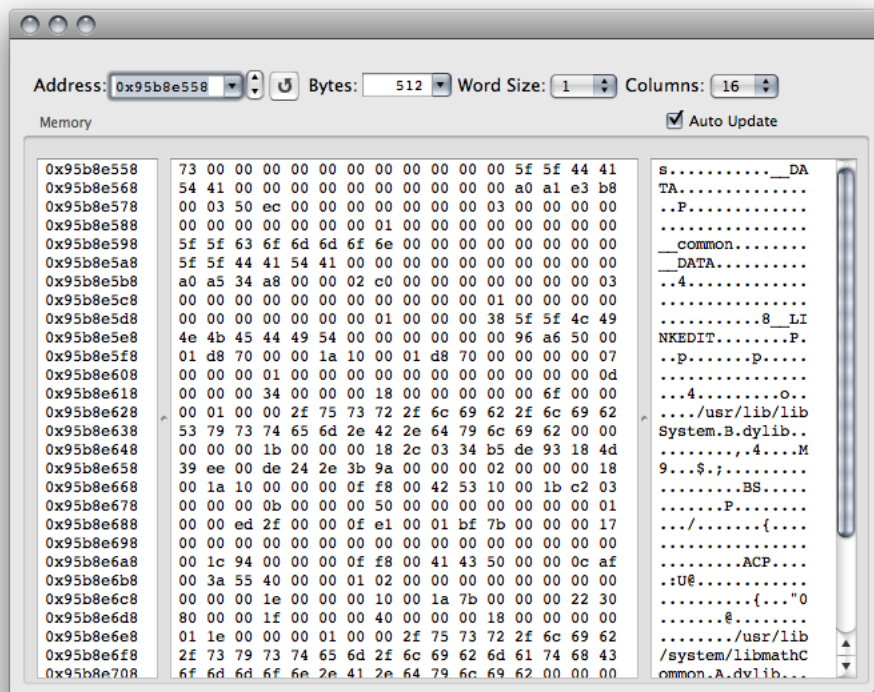 Address: 0x95b8e558 Bytes: 512 Word Size: 1 Columns: 16
Memory Auto Update
0x95b8e558 73 00 00 00 00 00 00 00 00 00 00 00 5f 5f 44 41 s...........__DA
0x95b8e568 54 41 00 00 00 00 00 00 00 00 00 00 a0 a1 e3 b8 TA..............
0x95b8e578 00 03 50 ec 00 00 00 00 00 00 00 03 00 00 00 00 ..P.............
0x95b8e588 00 00 00 00 00 00 00 01 00 00 00 00 00 00 00 00 ................
0x95b8e598 5f 5f 63 6f 6d 6d 6f 6e 00 00 00 00 00 00 00 00 __common........
0x95b8e5a8 5f 5f 44 41 54 41 00 00 00 00 00 00 00 00 00 00 __DATA..........
0x95b8e5b8 a0 a5 34 a8 00 00 02 c0 00 00 00 00 00 00 00 03 ..4.............
0x95b8e5c8 00 00 00 00 00 00 00 00 00 00 00 01 00 00 00 00 ................
0x95b8e5d8 00 00 00 00 00 00 00 01 00 00 00 38 5f 5f 4c 49 ...........8__LI
0x95b8e5e8 4e 4b 45 44 49 54 00 00 00 00 00 00 96 a6 50 00 NKEDIT........P.
0x95b8e5f8 01 d8 70 00 00 1a 10 00 01 d8 70 00 00 00 00 07 ..p.......p.....
0x95b8e608 00 00 00 01 00 00 00 00 00 00 00 00 00 00 00 0d ................
0x95b8e618 00 00 00 34 00 00 00 18 00 00 00 00 00 6f 00 00 ...4.........o..
0x95b8e628 00 01 00 00 2f 75 73 72 2f 6c 69 62 2f 6c 69 62 ..../usr/lib/lib
0x95b8e638 53 79 73 74 65 6d 2e 42 2e 64 79 6c 69 62 00 00 System.B.dylib..
0x95b8e648 00 00 00 1b 00 00 00 18 2c 03 34 b5 de 93 18 4d ........,.4....M
0x95b8e658 39 ee 00 de 24 2e 3b 9a 00 00 00 02 00 00 00 18 9...$.;.........
0x95b8e668 00 1a 10 00 00 0f f8 00 42 53 10 00 1b c2 03 .........BS.....
0x95b8e678 00 00 00 0b 00 00 00 50 00 00 00 00 00 00 00 01 .......P........
0x95b8e688 00 00 ed 2f 00 00 0f e1 00 01 bf 7b 00 00 00 17 .../.......{....
0x95b8e698 00 00 00 00 00 00 00 00 00 00 00 00 00 00 00 00 ................
0x95b8e6a8 00 1c 94 00 00 00 0f f8 00 41 43 50 00 00 0c af .........ACP....
0x95b8e6b8 00 3a 55 40 00 00 01 02 00 00 00 00 00 00 00 00 .:U@............
0x95b8e6c8 00 00 00 1e 00 00 00 10 00 1a 7b 00 00 00 22 30 ..........{..."0
0x95b8e6d8 80 00 00 1f 00 00 00 40 00 00 00 18 00 00 00 00 .......@........
0x95b8e6e8 01 1e 00 00 00 01 00 00 2f 75 73 72 2f 6c 69 62 ......../usr/lib
0x95b8e6f8 2f 73 79 73 74 65 6d 2f 6c 69 62 6d 61 74 68 43 /system/libmathC
0x95b8e708 6f 6d 6d 6f 6e 2e 41 2e 64 79 6c 69 62 00 00 00 ommon.A.dylib...